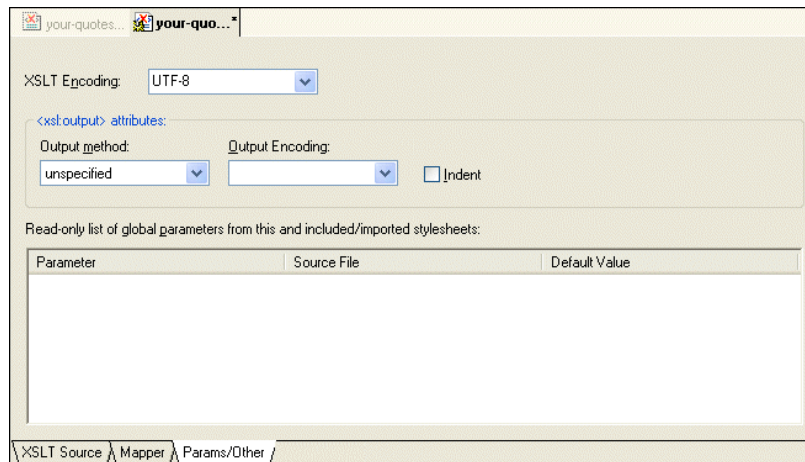 your-quotes... your-quo...*
XSLT Encoding: UTF-8
<xsl:output> attributes:
Output method: Output Encoding:
unspecified Indent
Read-only list of global parameters from this and included/imported stylesheets:
Parameter Source File Default Value
XSLT Source Mapper Params/Other